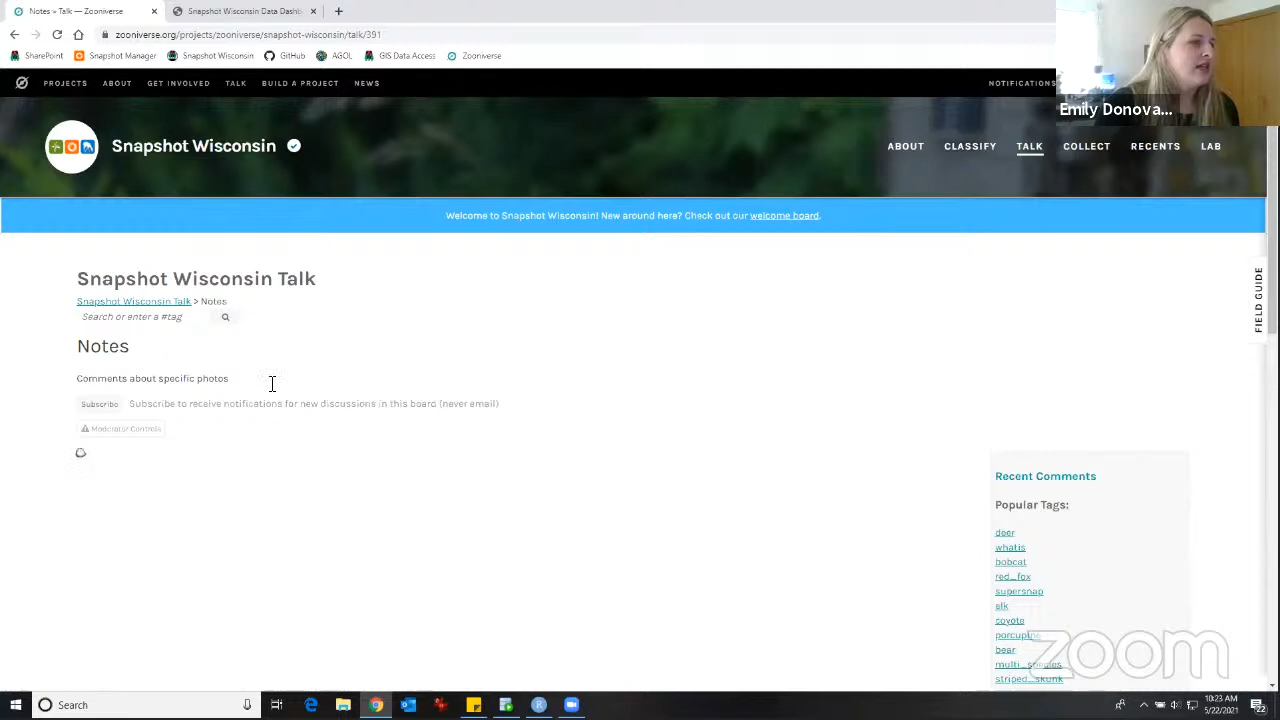 Notes » Talk — Zooniverse
Snapshot Wisconsin Data Dashb
zooniverse.org/projects/zooniverse/snapshot-wisconsin/talk/391
SharePoint
Snapshot Manager
Snapshot Wisconsin
GitHub
AGOL
GIS Data Access
Zooniverse
PROJECTS
ABOUT
GET INVOLVED
TALK
BUILD A PROJECT
NEWS
NOTIFICATIONS
Emily Donova...
Snapshot Wisconsin
ABOUT
CLASSIFY
TALK
COLLECT
RECENTS
LAB
Welcome to Snapshot Wisconsin! New around here? Check out our welcome board.
FIELD GUIDE
Snapshot Wisconsin Talk
Snapshot Wisconsin Talk > Notes
Search or enter a #tag
Notes
Comments about specific photos
Subscribe
Subscribe to receive notifications for new discussions in this board (never email)
Moderator Controls
Recent Comments
Popular Tags:
deer
whatis
bobcat
red_fox
supersnap
elk
coyote
porcupine
bear
multi_species
striped_skunk
zoom
Search
10:23 AM
5/22/2021
22